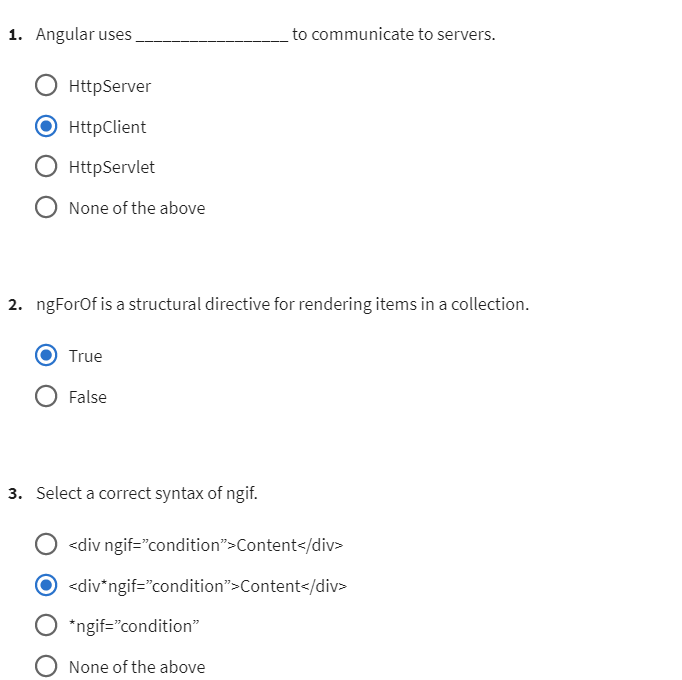 1. Angular uses _________________ to communicate to servers.
HttpServer
HttpClient
HttpServlet
None of the above
2. ngForOf is a structural directive for rendering items in a collection.
True
False
3. Select a correct syntax of ngif.
<div ngif=”condition”>Content</div>
<div*ngif=”condition”>Content</div>
*ngif=”condition”
None of the above